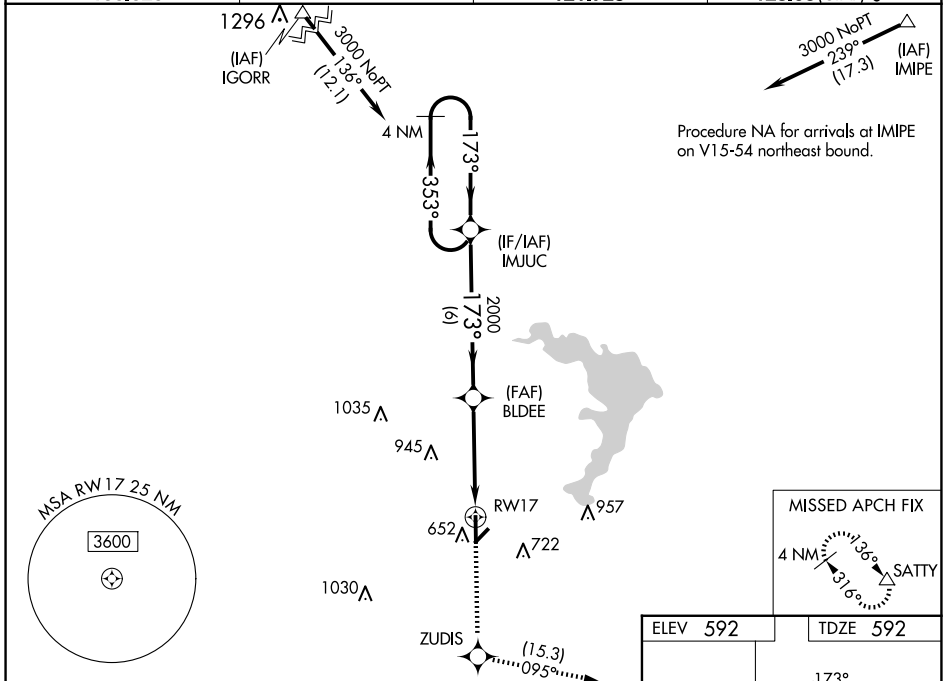 1296
(IAF)
IGORR
3000 NoPT
136°
(12.1)
3000 NoPT
239°
(17.3)
(IAF)
IMIPE
4 NM
173°
353°
Procedure NA for arrivals at IMIPE
on V15-54 northeast bound.
(IF/IAF)
IMJUC
2000
173°
(6)
(FAF)
BLDEE
1035
945
RW17
957
652
722
MSA RW17 25 NM
3600
1030
MISSED APCH FIX
4 NM
136°
316°
SATTY
ZUDIS
(15.3)
095°
ELEV 592
TDZE 592
173°